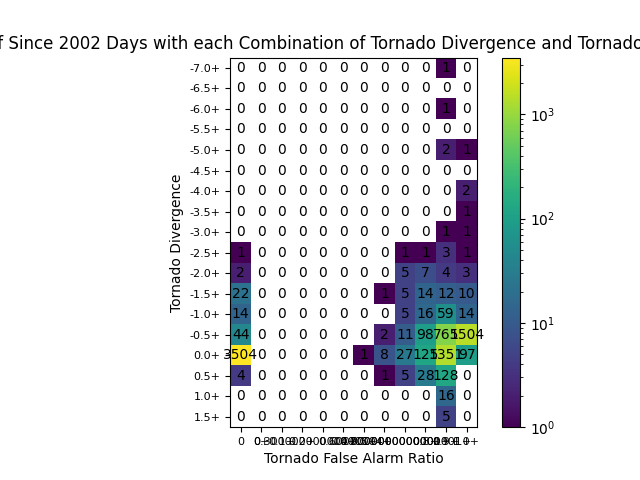 f Since 2002 Days with each Combination of Tornado Divergence and Tornado
Tornado Divergence
-7.0+ 0 0 0 0 0 0 0 0 0 0 1 0
-6.5+ 0 0 0 0 0 0 0 0 0 0 0 0
-6.0+ 0 0 0 0 0 0 0 0 0 0 1 0
-5.5+ 0 0 0 0 0 0 0 0 0 0 0 0
-5.0+ 0 0 0 0 0 0 0 0 0 0 2 1
-4.5+ 0 0 0 0 0 0 0 0 0 0 0 0
-4.0+ 0 0 0 0 0 0 0 0 0 0 0 2
-3.5+ 0 0 0 0 0 0 0 0 0 0 0 1
-3.0+ 0 0 0 0 0 0 0 0 0 0 1 1
-2.5+ 1 0 0 0 0 0 0 0 1 1 3 1
-2.0+ 2 0 0 0 0 0 0 0 5 7 4 3
-1.5+ 22 0 0 0 0 0 0 1 5 14 12 10
-1.0+ 14 0 0 0 0 0 0 0 5 16 59 14
-0.5+ 44 0 0 0 0 0 0 2 11 98 765
0.0+ 3504 0 0 0 0 0 1 8 27 125 97
0.5+ 4 0 0 0 0 0 0 1 5 28 128 0
1.0+ 0 0 0 0 0 0 0 0 0 0 16 0
1.5+ 0 0 0 0 0 0 0 0 0 0 5 0
0
Tornado False Alarm Ratio
10³
10²
10¹
10⁰